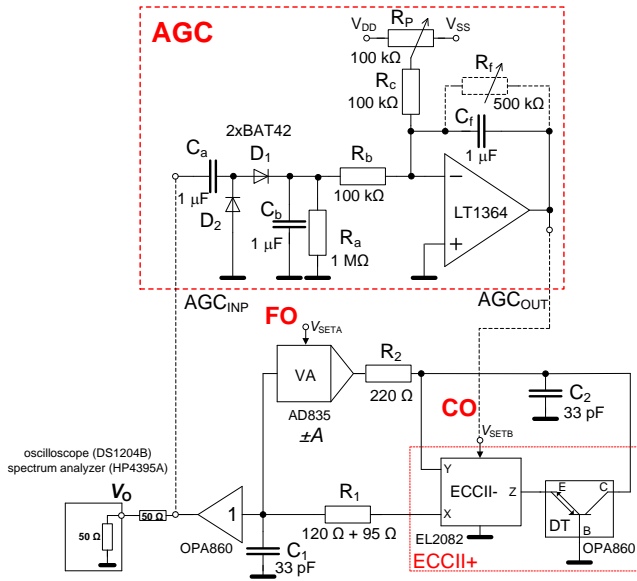 AGC
V_DD
R_P
V_SS
100 kΩ
R_c
100 kΩ
R_f
500 kΩ
C_f
1 µF
2xBAT42
C_a
D_1
R_b
1 µF
D_2
100 kΩ
C_b
1 µF
R_a
1 MΩ
−
+
LT1364
AGC_INP
AGC_OUT
FO
V_SETA
VA
AD835
±A
R_2
220 Ω
CO
V_SETB
C_2
33 pF
oscilloscope (DS1204B)
spectrum analyzer (HP4395A)
V_O
50 Ω
50 Ω
1
OPA860
R_1
120 Ω + 95 Ω
C_1
33 pF
Y
ECCII-
Z
X
EL2082
ECCII+
E
C
DT
B